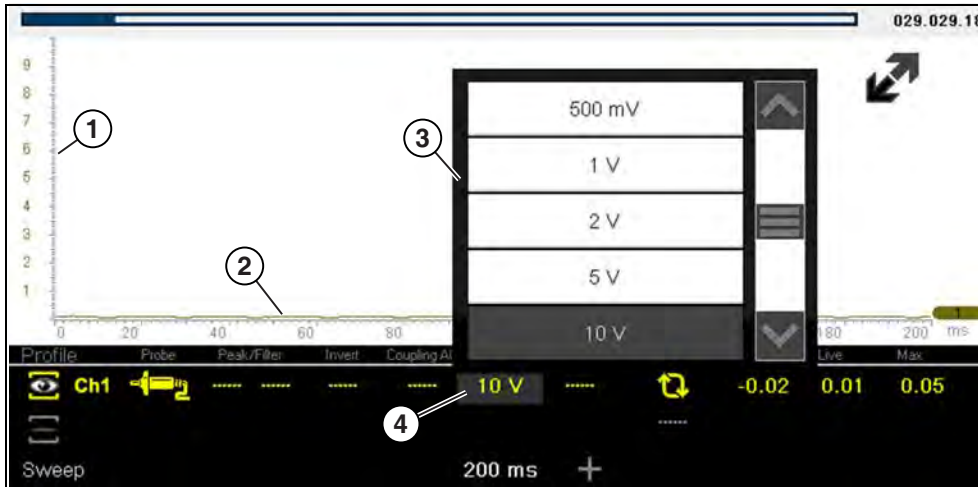 029.029.18
9
8
7
6
5
4
3
2
1
1
2
3
4
500 mV
1 V
2 V
5 V
10 V
0 20 40 60 80 180 200 ms
1
Profile Probe Peak/Filter Invert Coupling Live Max
Ch1 ------ ------ ------ ------ 10 V ------ -0.02 0.01 0.05
------
Sweep 200 ms +